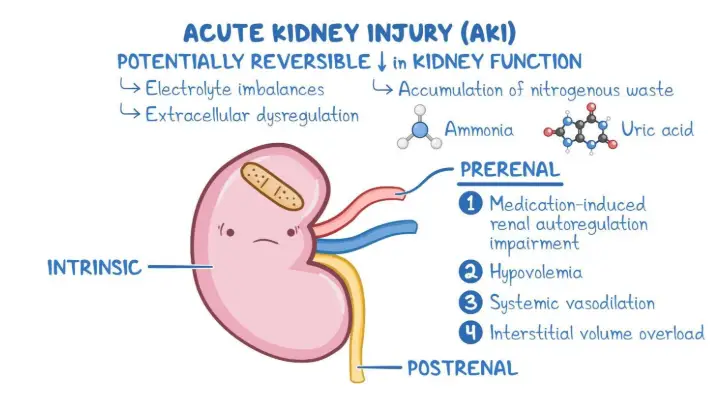 ACUTE KIDNEY INJURY (AKI)
POTENTIALLY REVERSIBLE ↓ in KIDNEY FUNCTION
↳ Electrolyte imbalances
↳ Extracellular dysregulation
↳ Accumulation of nitrogenous waste
Ammonia
Uric acid
PRERENAL
1 Medication-induced
renal autoregulation
impairment
2 Hypovolemia
3 Systemic vasodilation
4 Interstitial volume overload
INTRINSIC
POSTRENAL